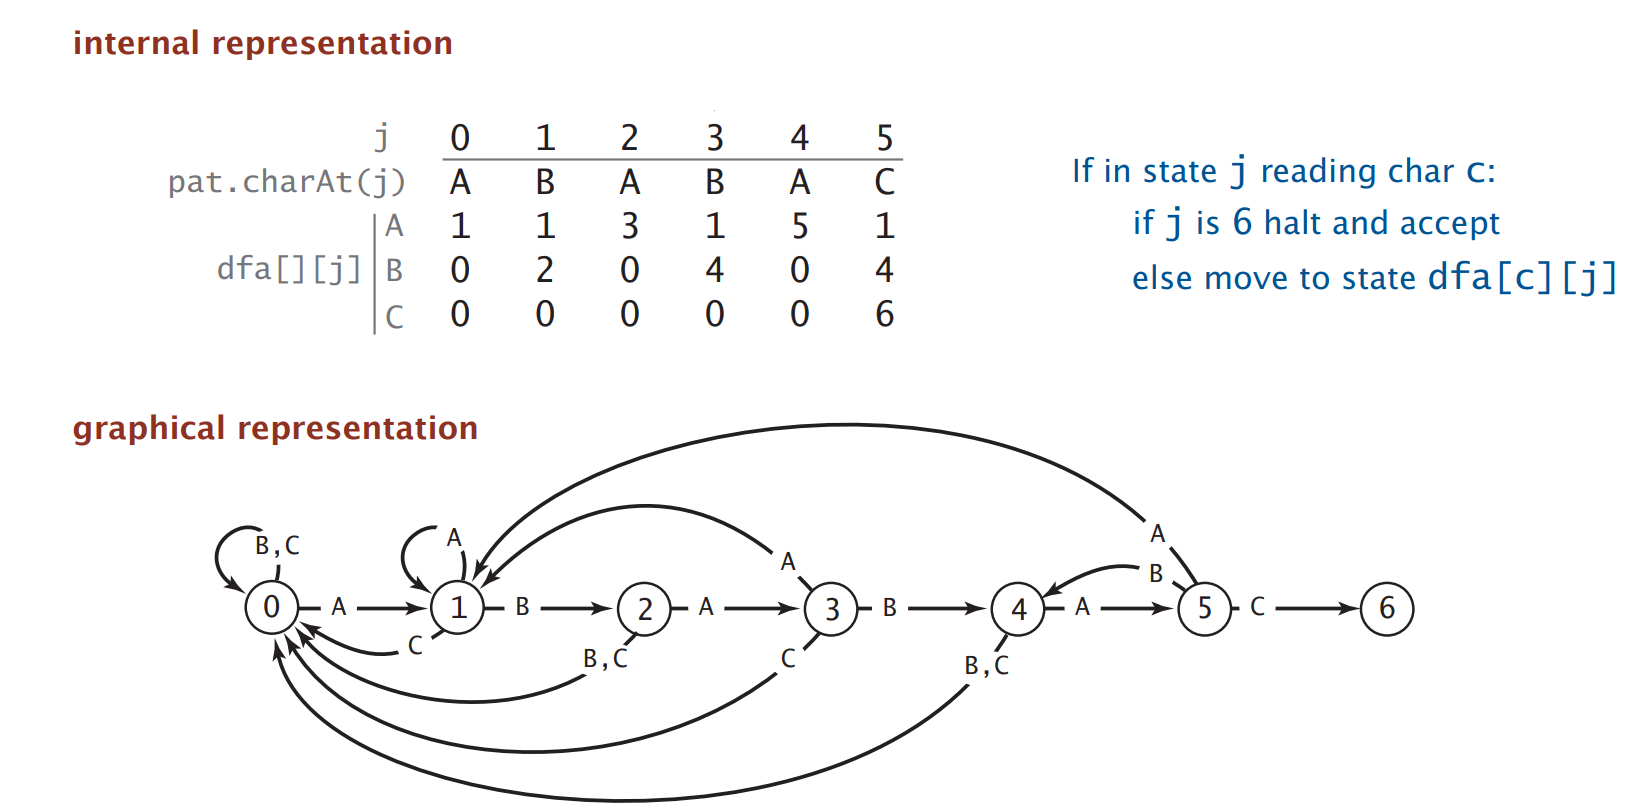 internal representation
j 0 1 2 3 4 5
pat.charAt(j) A B A B A C
A 1 1 3 1 5 1
dfa[][j] B 0 2 0 4 0 4
C 0 0 0 0 0 6
If in state j reading char c:
if j is 6 halt and accept
else move to state dfa[c][j]
graphical representation
A
B,C A A B
0 A 1 B 2 A 3 B 4 A 5 C 6
C B,C C B,C